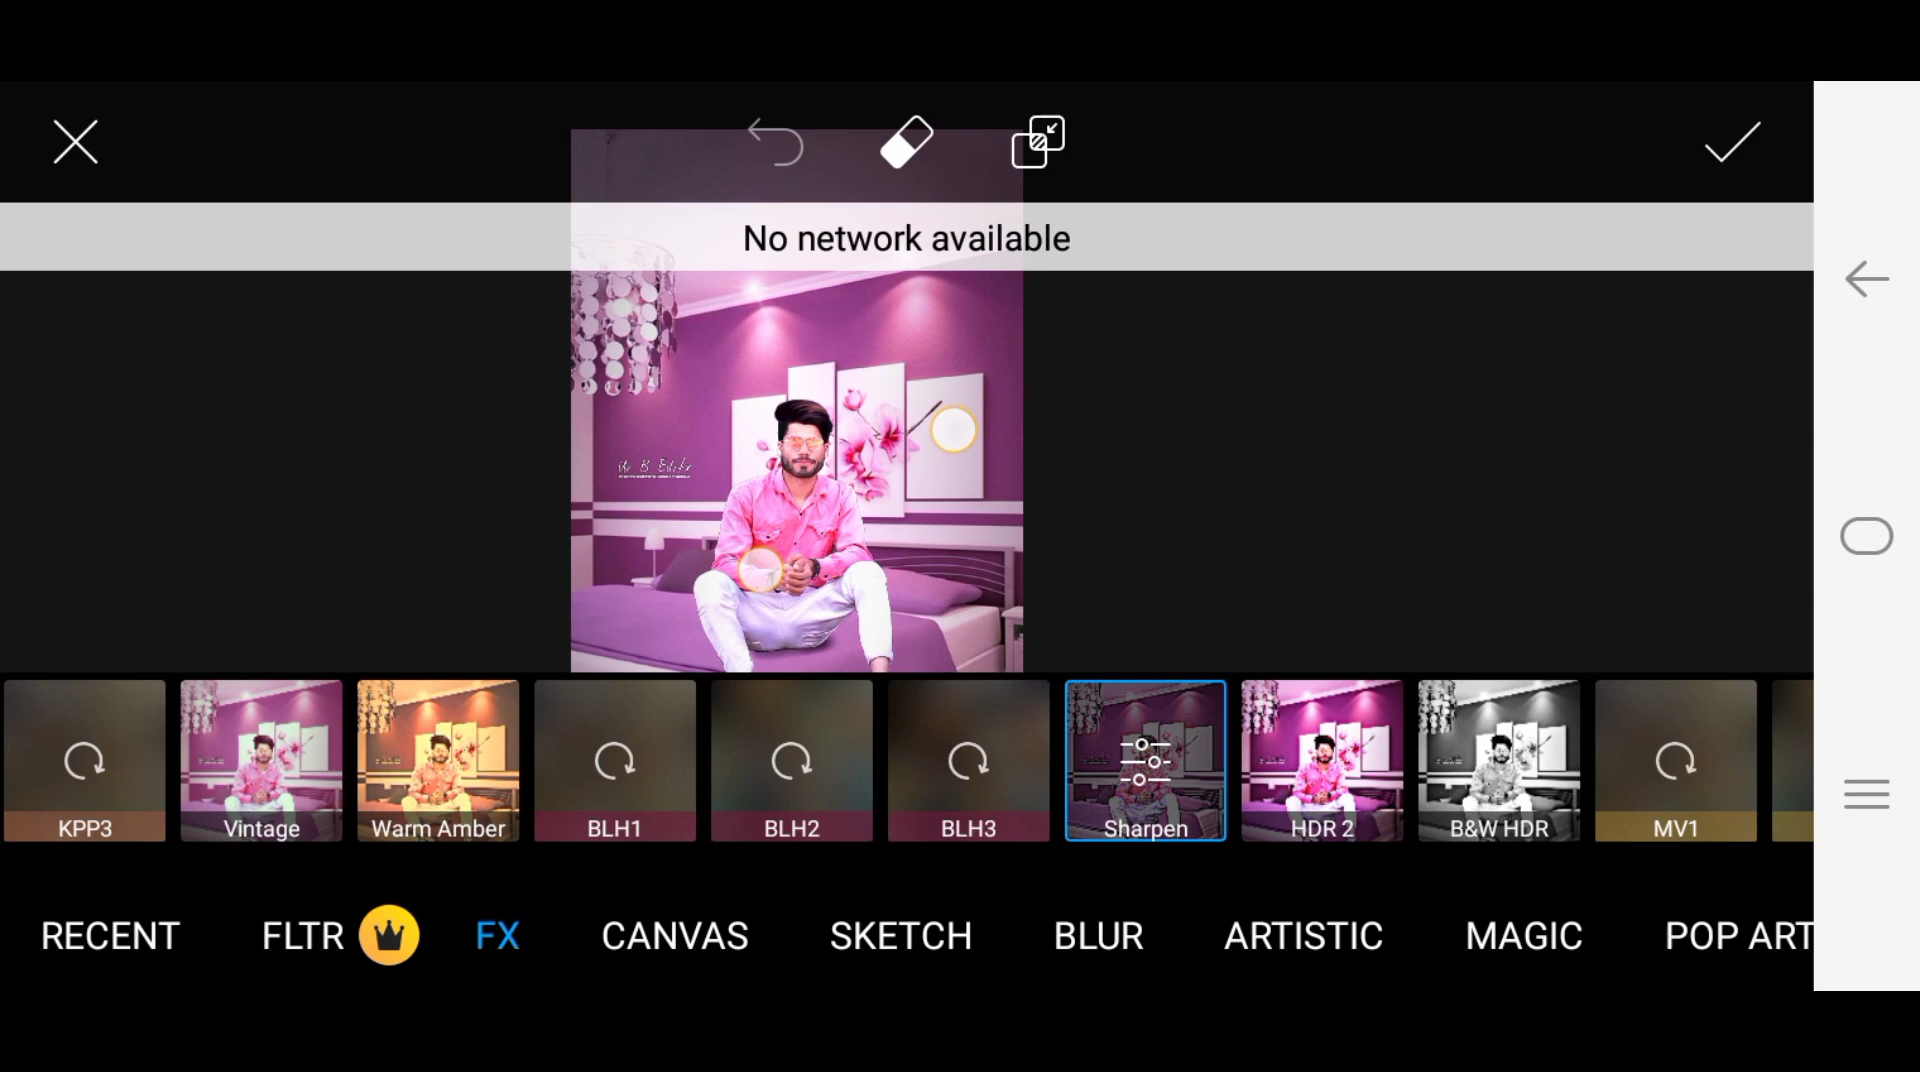 No network available
KPP3
Vintage
Warm Amber
BLH1
BLH2
BLH3
Sharpen
HDR 2
B&W HDR
MV1
RECENT
FLTR
FX
CANVAS
SKETCH
BLUR
ARTISTIC
MAGIC
POP ART